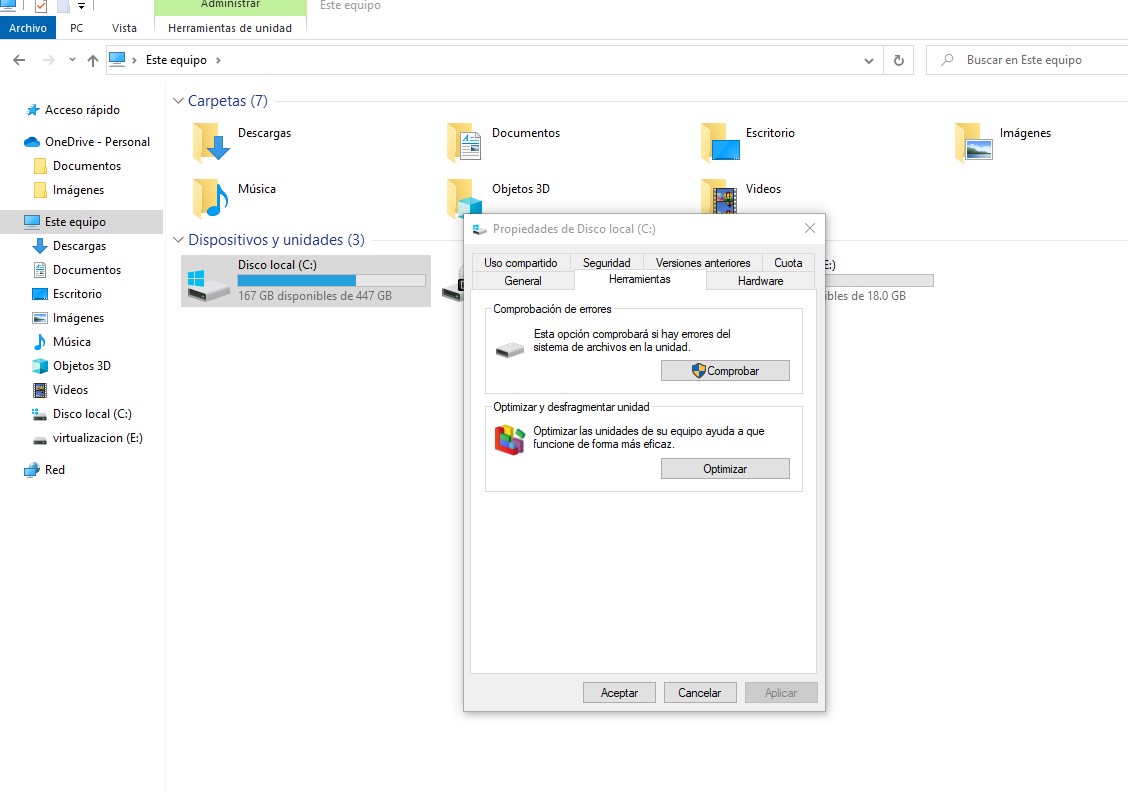 Administrar
Este equipo
Archivo
PC
Vista
Herramientas de unidad
Este equipo
Buscar en Este equipo
Acceso rápido
OneDrive - Personal
Documentos
Imágenes
Este equipo
Descargas
Documentos
Escritorio
Imágenes
Música
Objetos 3D
Videos
Disco local (C:)
virtualizacion (E:)
Red
Carpetas (7)
Descargas
Documentos
Escritorio
Imágenes
Música
Objetos 3D
Videos
Dispositivos y unidades (3)
Disco local (C:)
167 GB disponibles de 447 GB
E:)
ibles de 18.0 GB
Propiedades de Disco local (C:)
Uso compartido
Seguridad
Versiones anteriores
Cuota
General
Herramientas
Hardware
Comprobación de errores
Esta opción comprobará si hay errores del
sistema de archivos en la unidad.
Comprobar
Optimizar y desfragmentar unidad
Optimizar las unidades de su equipo ayuda a que
funcione de forma más eficaz.
Optimizar
Aceptar
Cancelar
Aplicar